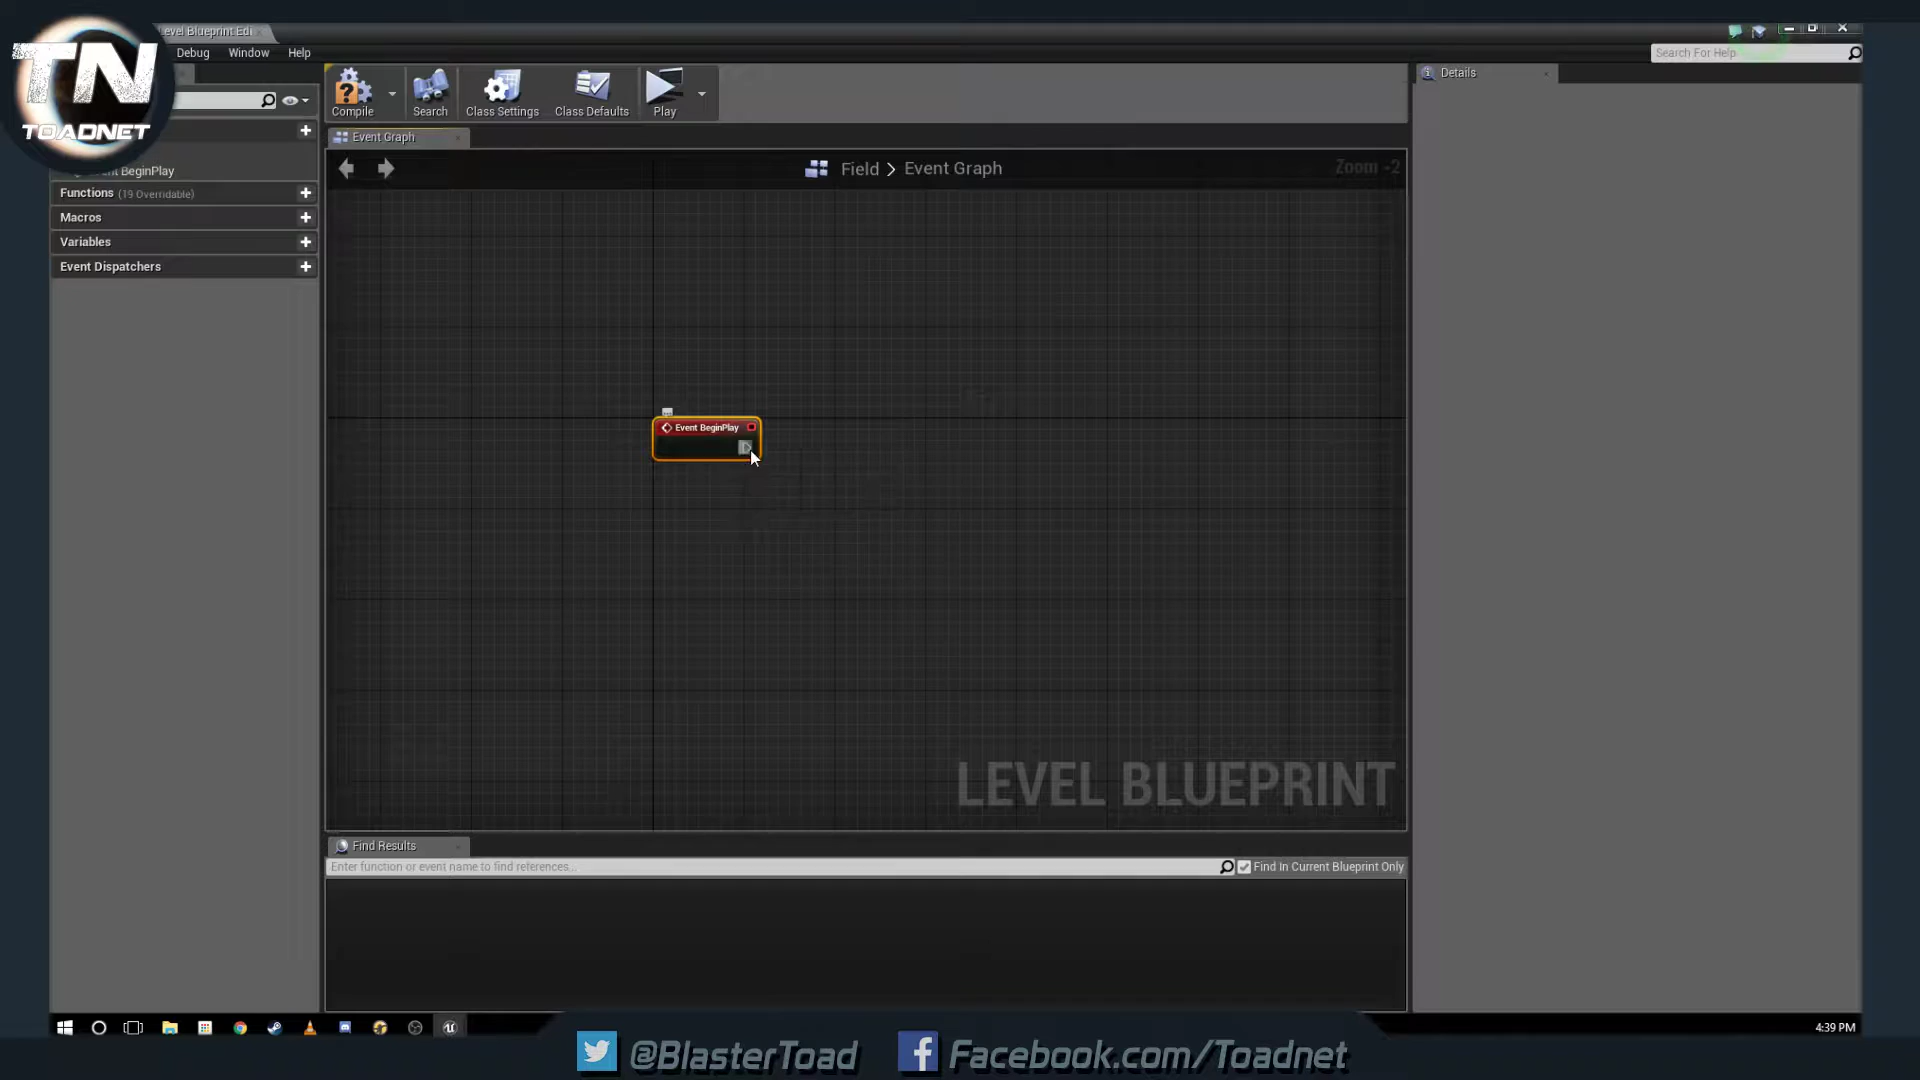 Level Blueprint Edi
TN
TOADNET
Debug Window Help
Search For Help
Compile
Search
Class Settings
Class Defaults
Play
Details
Event Graph
Field > Event Graph
Zoom -2
BeginPlay
Functions (19 Overridable)
Macros
Variables
Event Dispatchers
Event BeginPlay
LEVEL BLUEPRINT
Find Results
Enter function or event name to find references...
Find In Current Blueprint Only
4:39 PM
@BlasterToad
Facebook.com/Toadnet